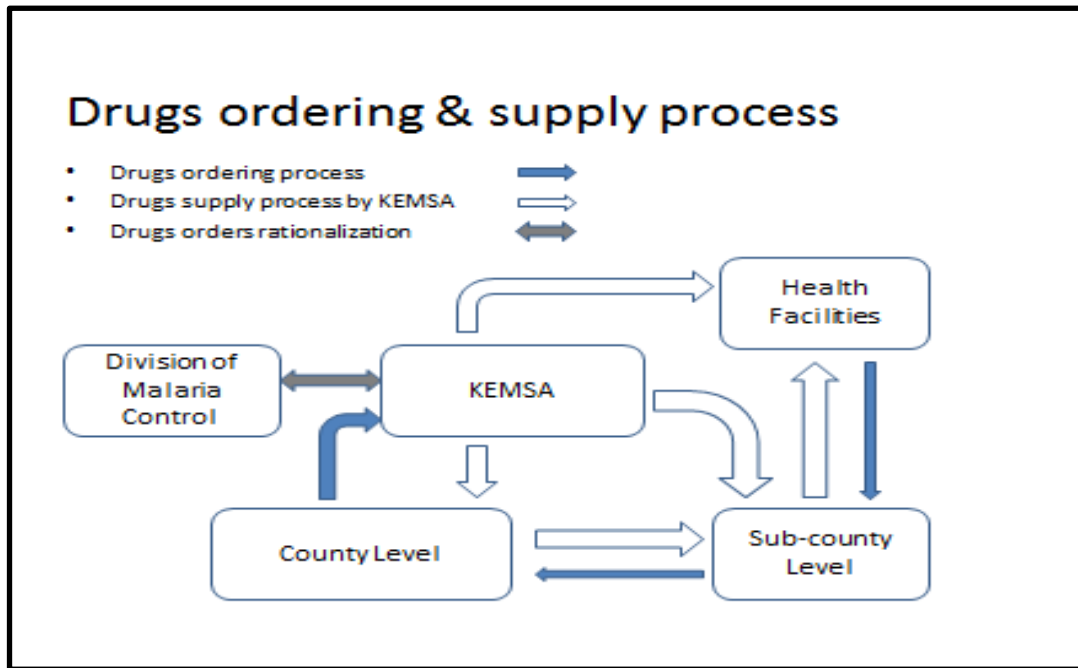 Drugs ordering & supply process
• Drugs ordering process
• Drugs supply process by KEMSA
• Drugs orders rationalization
Health
Facilities
Division of
Malaria
Control
KEMSA
County Level
Sub-county
Level